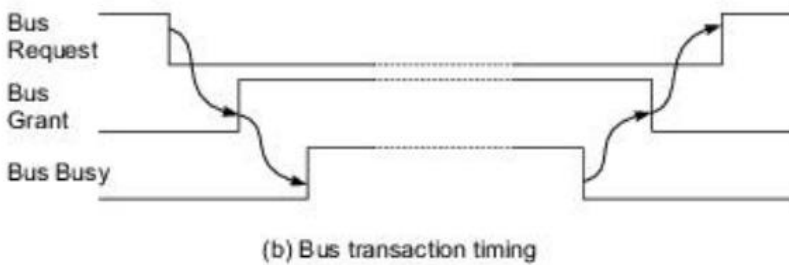 Bus
Request
Bus
Grant
Bus Busy
(b) Bus transaction timing